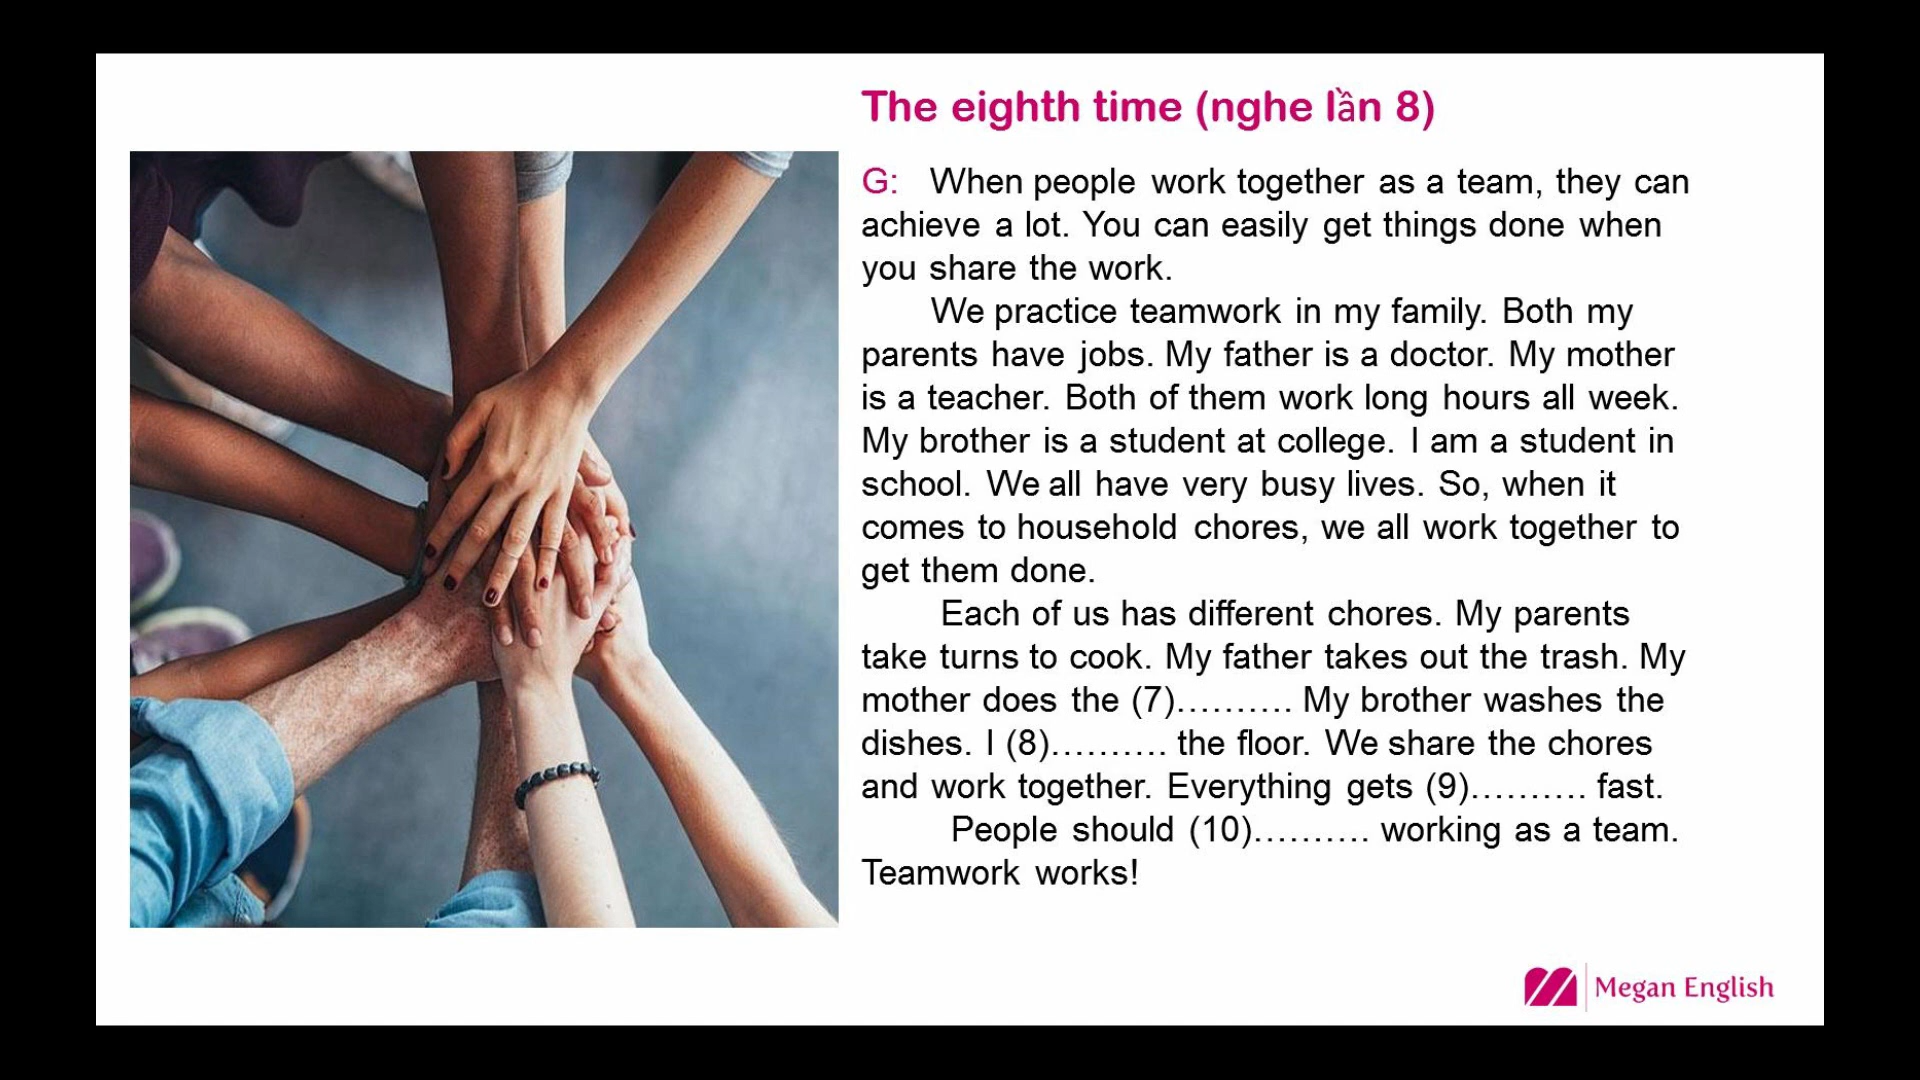 The eighth time (nghe lần 8)
G: When people work together as a team, they can
achieve a lot. You can easily get things done when
you share the work.
We practice teamwork in my family. Both my
parents have jobs. My father is a doctor. My mother
is a teacher. Both of them work long hours all week.
My brother is a student at college. I am a student in
school. We all have very busy lives. So, when it
comes to household chores, we all work together to
get them done.
Each of us has different chores. My parents
take turns to cook. My father takes out the trash. My
mother does the (7)………. My brother washes the
dishes. I (8)………. the floor. We share the chores
and work together. Everything gets (9)………. fast.
People should (10)………. working as a team.
Teamwork works!
Megan English